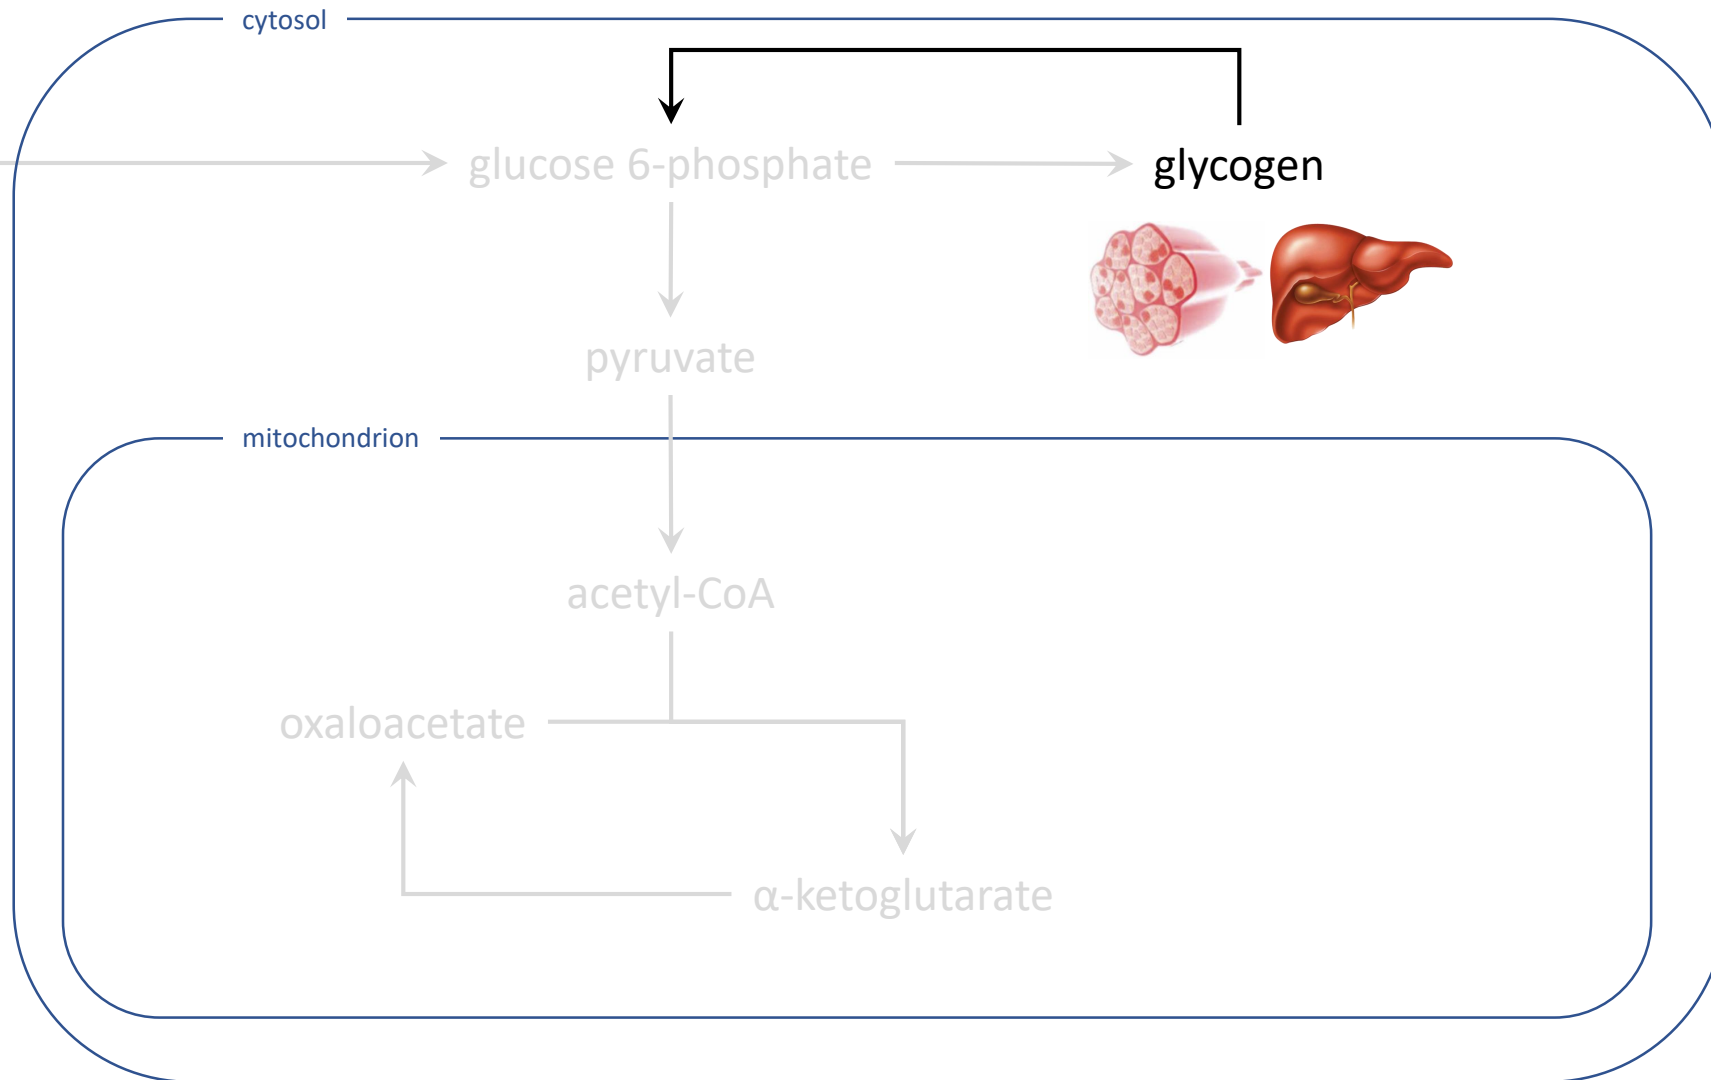 cytosol
glucose 6-phosphate
glycogen
pyruvate
mitochondrion
acetyl-CoA
oxaloacetate
α-ketoglutarate